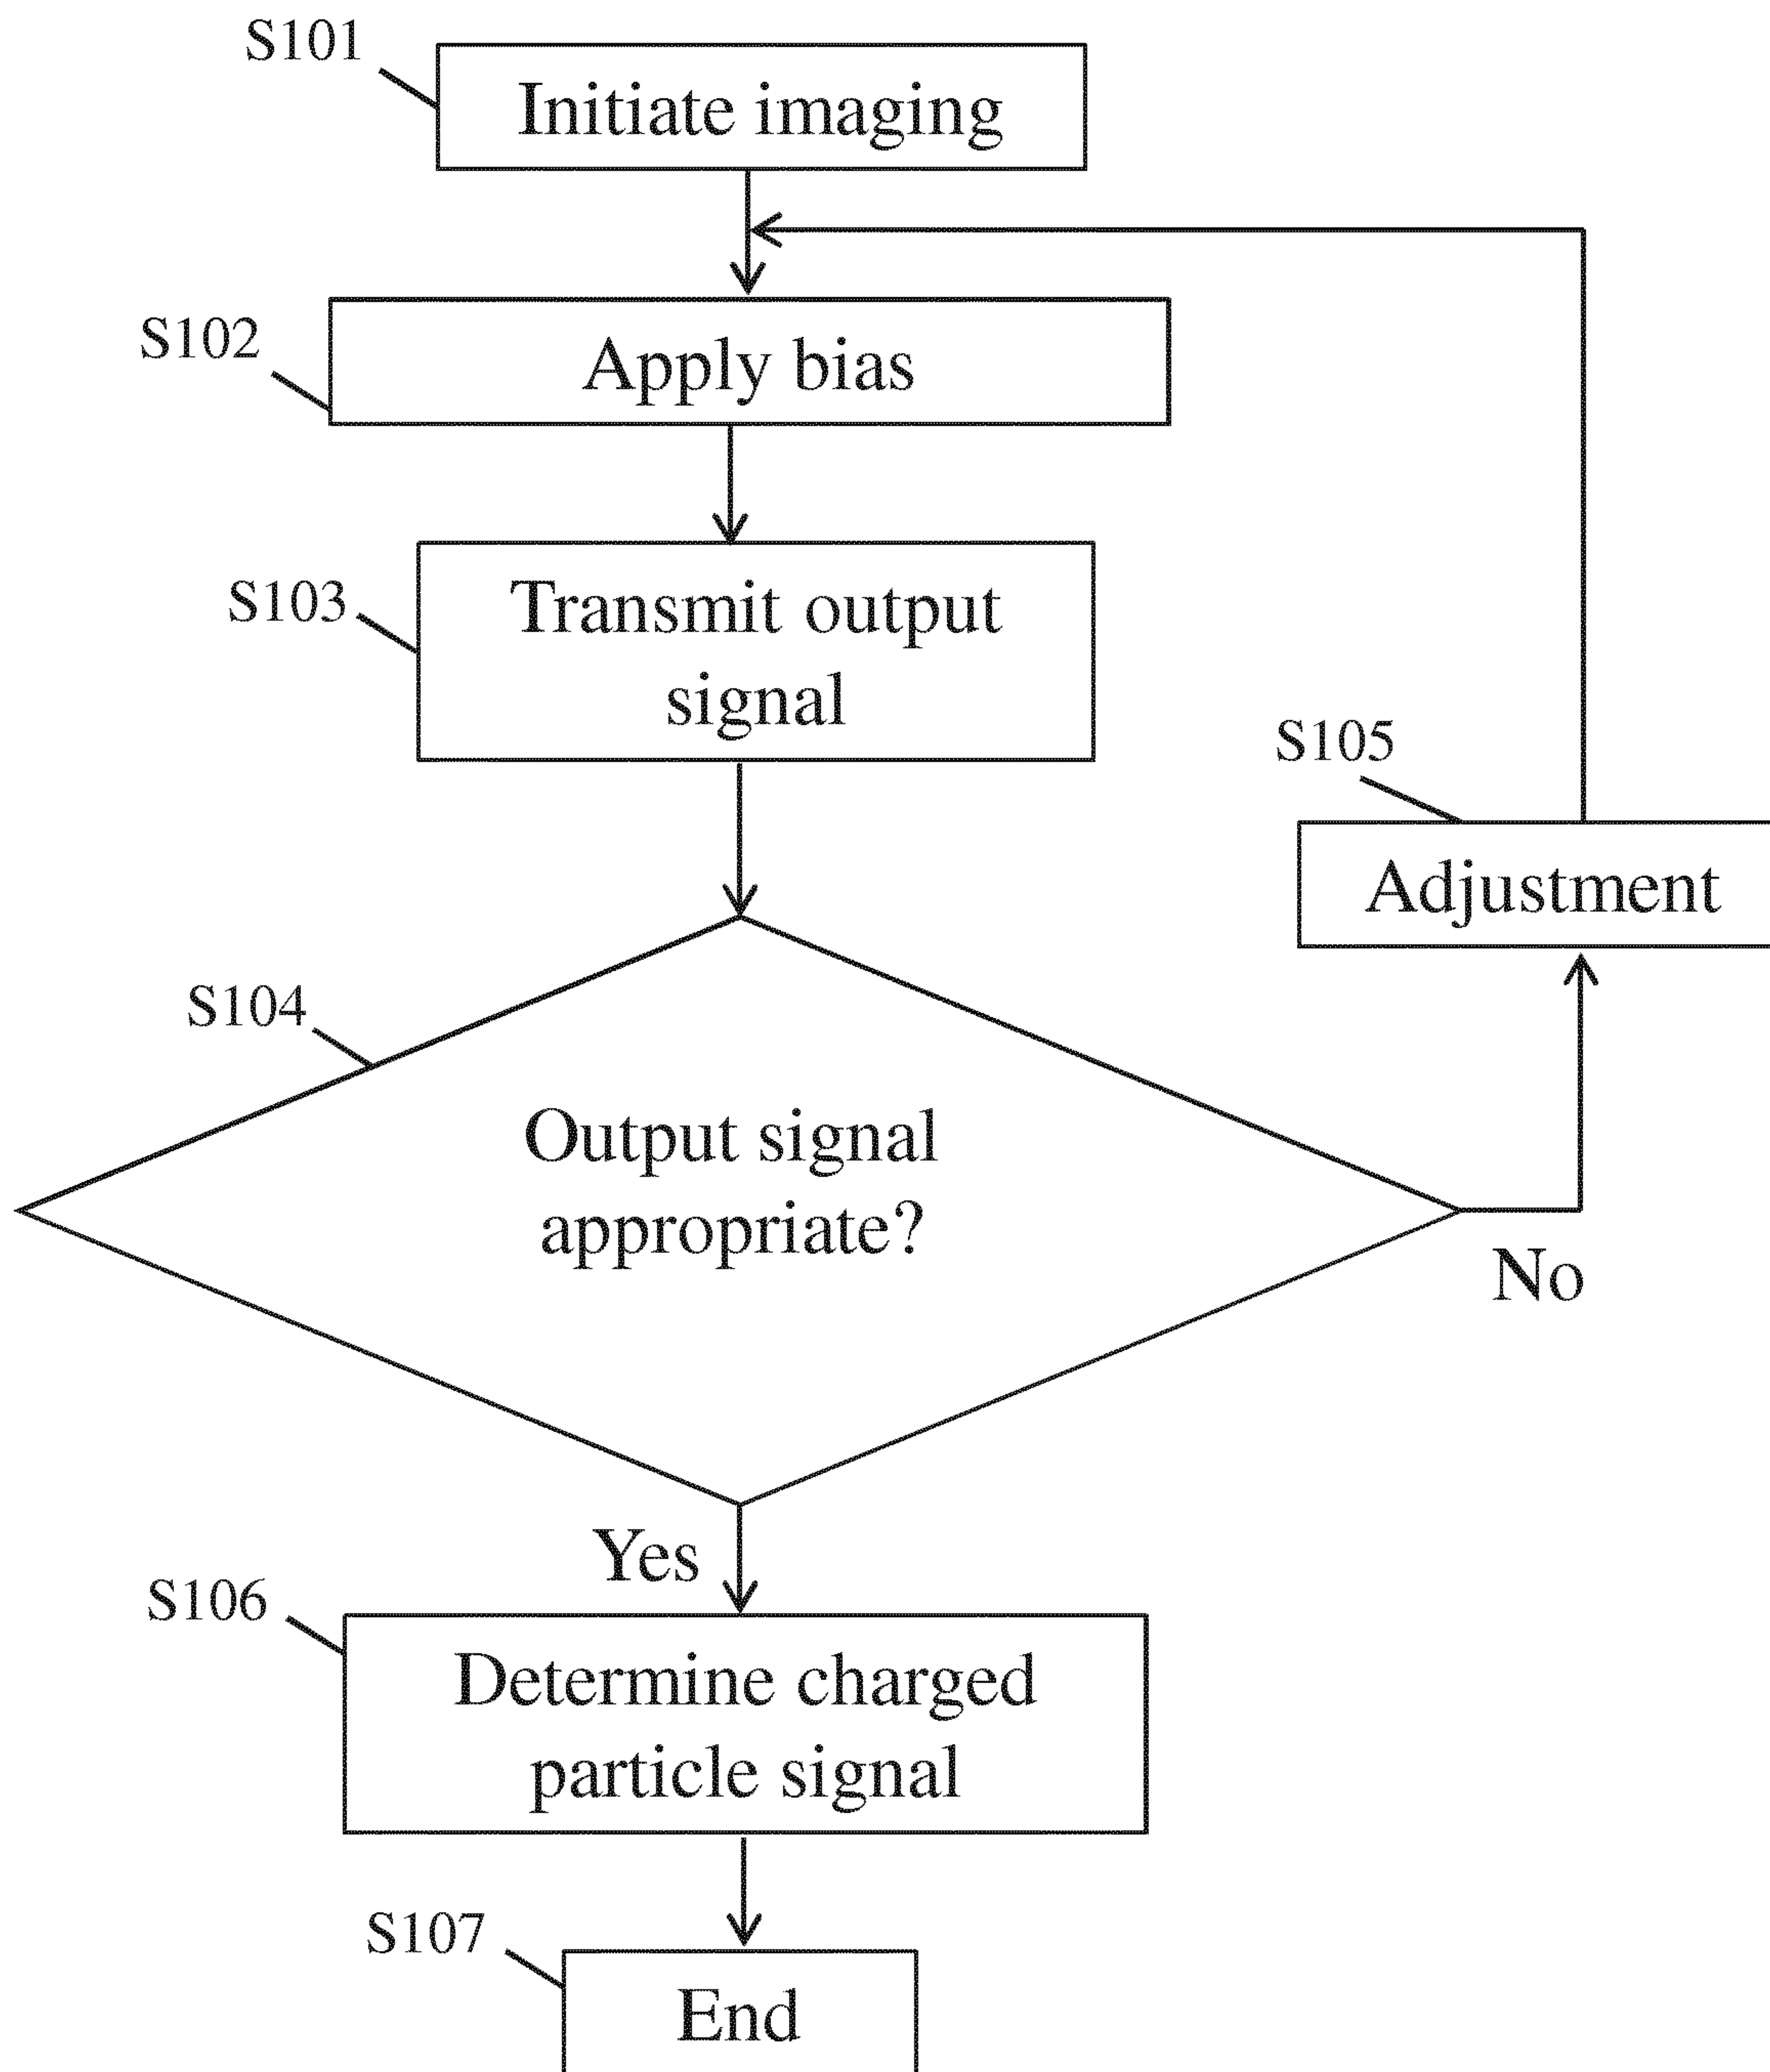 S101
Initiate imaging
S102
Apply bias
S103
Transmit output
signal
S105
Adjustment
S104
Output signal
appropriate?
No
Yes
S106
Determine charged
particle signal
S107
End